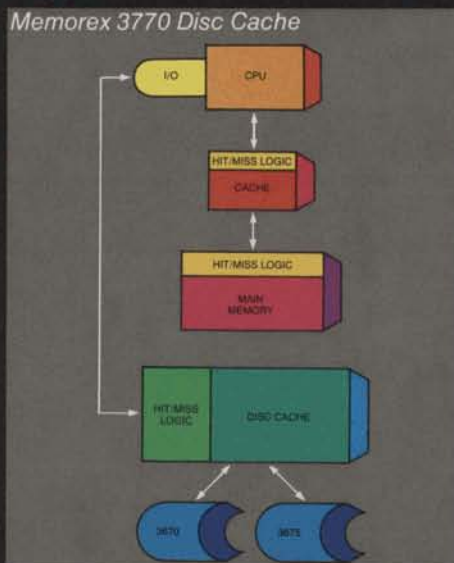 Memorex 3770 Disc Cache
I/O
CPU
HIT/MISS LOGIC
CACHE
HIT/MISS LOGIC
MAIN
MEMORY
HIT/MISS
LOGIC
DISC CACHE
3670
3675